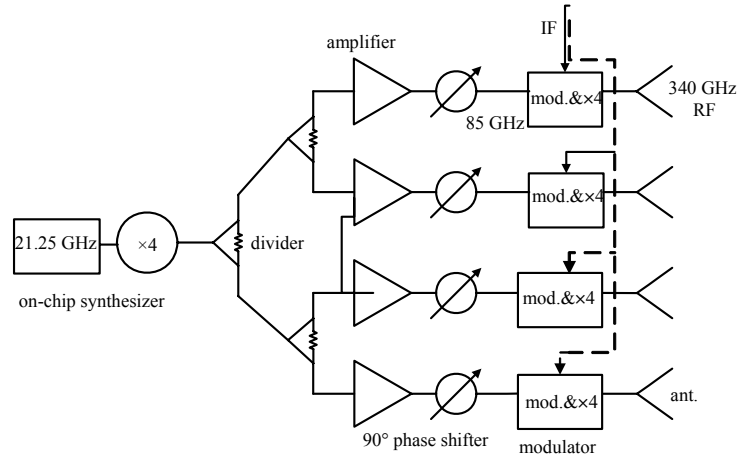 IF
amplifier
340 GHz
RF
mod.&×4
85 GHz
mod.&×4
21.25 GHz
×4
divider
on-chip synthesizer
mod.&×4
mod.&×4
ant.
90° phase shifter
modulator